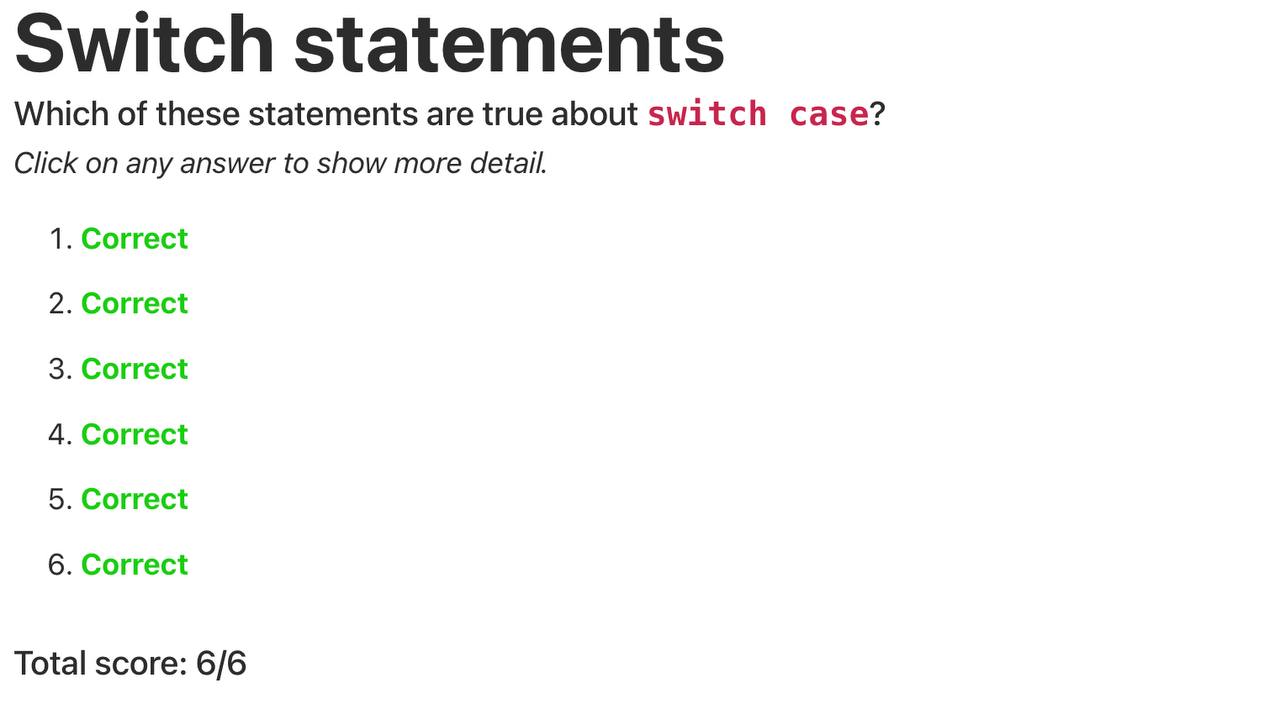 Switch statements
Which of these statements are true about switch case?
Click on any answer to show more detail.
1. Correct
2. Correct
3. Correct
4. Correct
5. Correct
6. Correct
Total score: 6/6